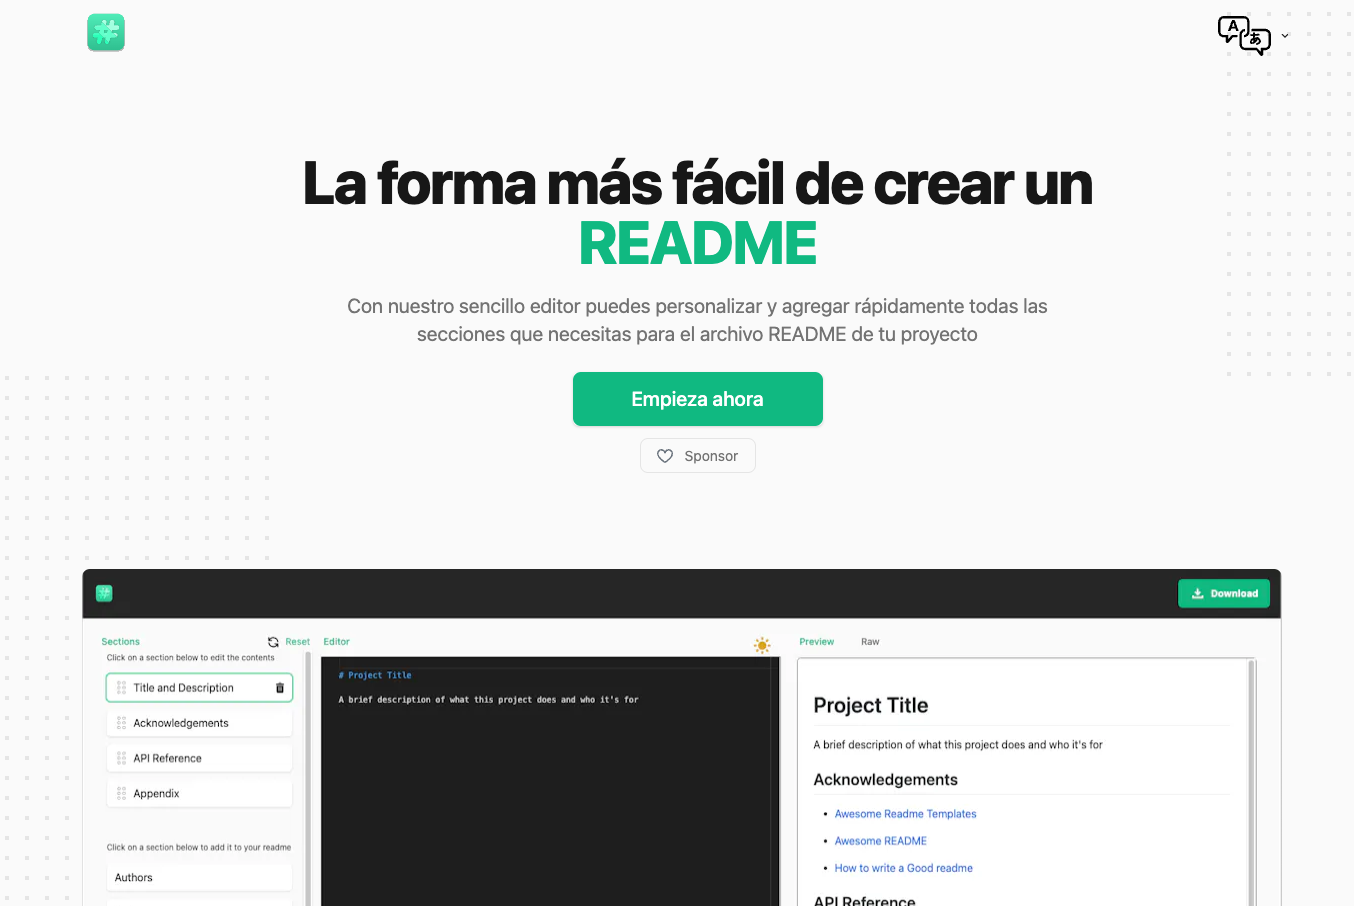 La forma más fácil de crear un
README
Con nuestro sencillo editor puedes personalizar y agregar rápidamente todas las
secciones que necesitas para el archivo README de tu proyecto
Empieza ahora
Sponsor
Download
Sections
Reset
Click on a section below to edit the contents
Title and Description
Acknowledgements
API Reference
Appendix
Click on a section below to add it to your readme
Authors
Editor
# Project Title
A brief description of what this project does and who it's for
Preview
Raw
Project Title
A brief description of what this project does and who it's for
Acknowledgements
Awesome Readme Templates
Awesome README
How to write a Good readme
API Reference